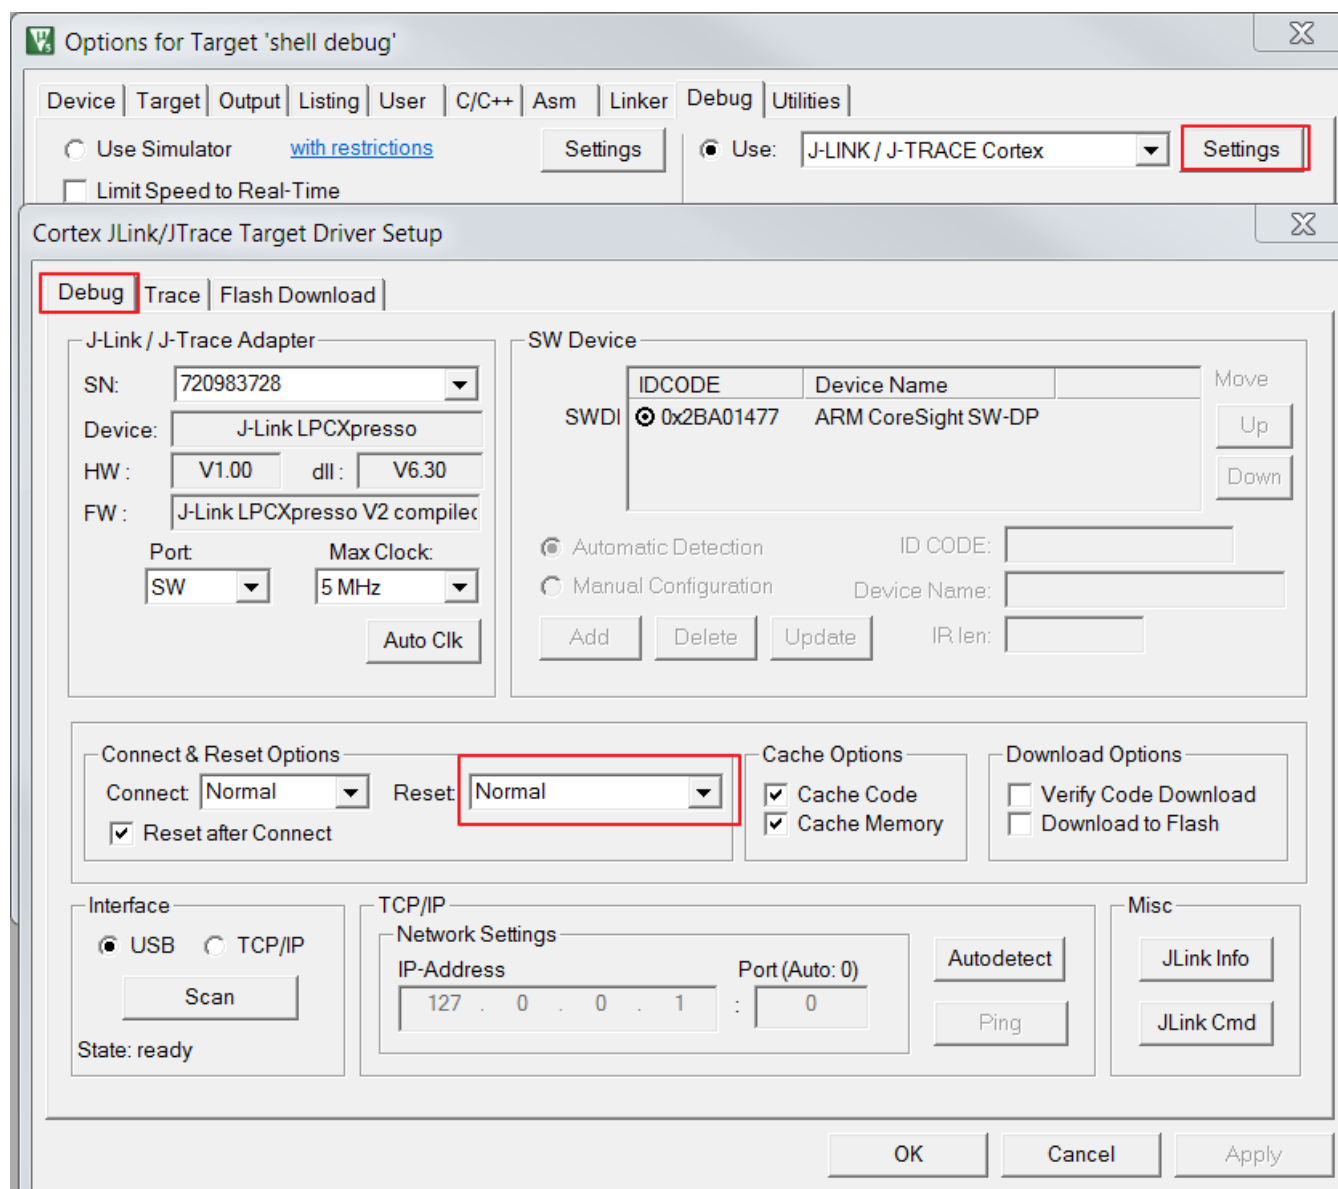 Options for Target 'shell debug'
Device Target Output Listing User C/C++ Asm Linker Debug Utilities
Use Simulator with restrictions Settings Use: J-LINK / J-TRACE Cortex Settings
Limit Speed to Real-Time
Cortex JLink/JTrace Target Driver Setup
Debug Trace Flash Download
J-Link / J-Trace Adapter
SN: 720983728
Device: J-Link LPCXpresso
HW : V1.00 dll : V6.30
FW : J-Link LPCXpresso V2 compiled
Port: Max Clock:
SW 5 MHz
Auto Clk
SW Device
IDCODE Device Name Move
SWDI 0x2BA01477 ARM CoreSight SW-DP Up
Down
Automatic Detection ID CODE:
Manual Configuration Device Name:
Add Delete Update IR len:
Connect & Reset Options
Connect: Normal Reset: Normal
Reset after Connect
Cache Options
Cache Code
Cache Memory
Download Options
Verify Code Download
Download to Flash
Interface
USB TCP/IP
Scan
State: ready
TCP/IP
Network Settings
IP-Address Port (Auto: 0)
127 . 0 . 0 . 1 : 0
Autodetect
Ping
Misc
JLink Info
JLink Cmd
OK Cancel Apply